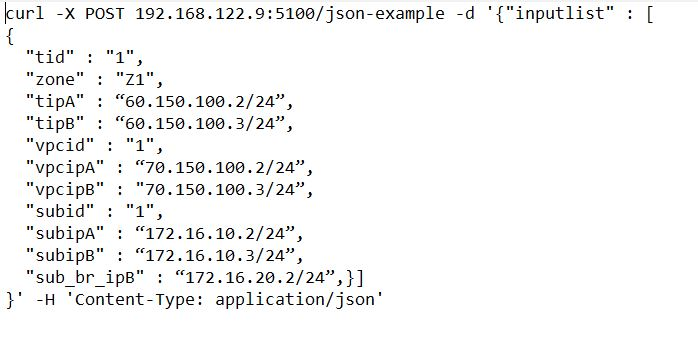 curl -X POST 192.168.122.9:5100/json-example -d '{"inputlist" : [
{
  "tid" : "1",
  "zone" : "Z1",
  "tipA" : “60.150.100.2/24”,
  "tipB" : “60.150.100.3/24”,
  "vpcid" : "1",
  "vpcipA" : “70.150.100.2/24”,
  "vpcipB" : "70.150.100.3/24”,
  "subid" : "1",
  "subipA" : “172.16.10.2/24”,
  "subipB" : “172.16.10.3/24”,
  "sub_br_ipB" : “172.16.20.2/24”,}]
}' -H 'Content-Type: application/json'